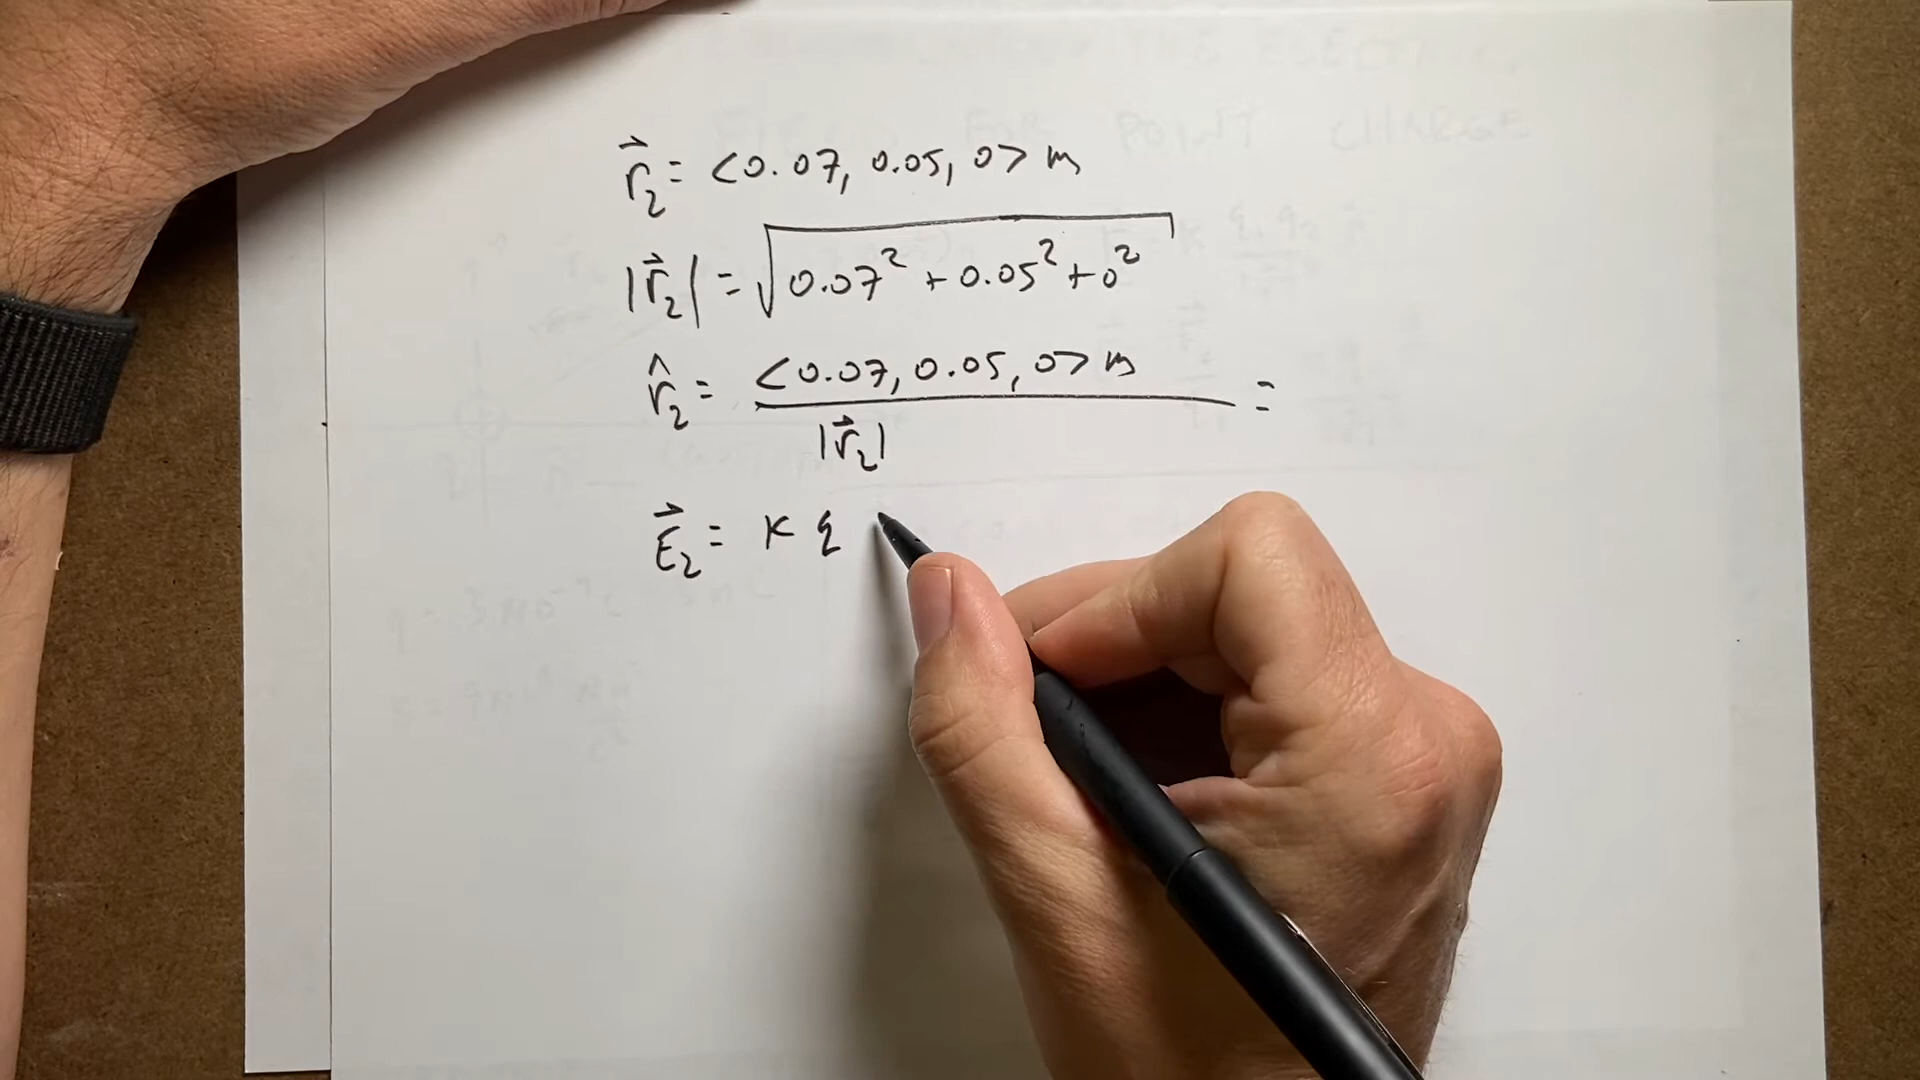 r⃗₂ = <0.07, 0.05, 0> m
|r⃗₂| = √(0.07² + 0.05² + 0²)
r̂₂ = <0.07, 0.05, 0> m / |r⃗₂| =
E⃗₂ = K q